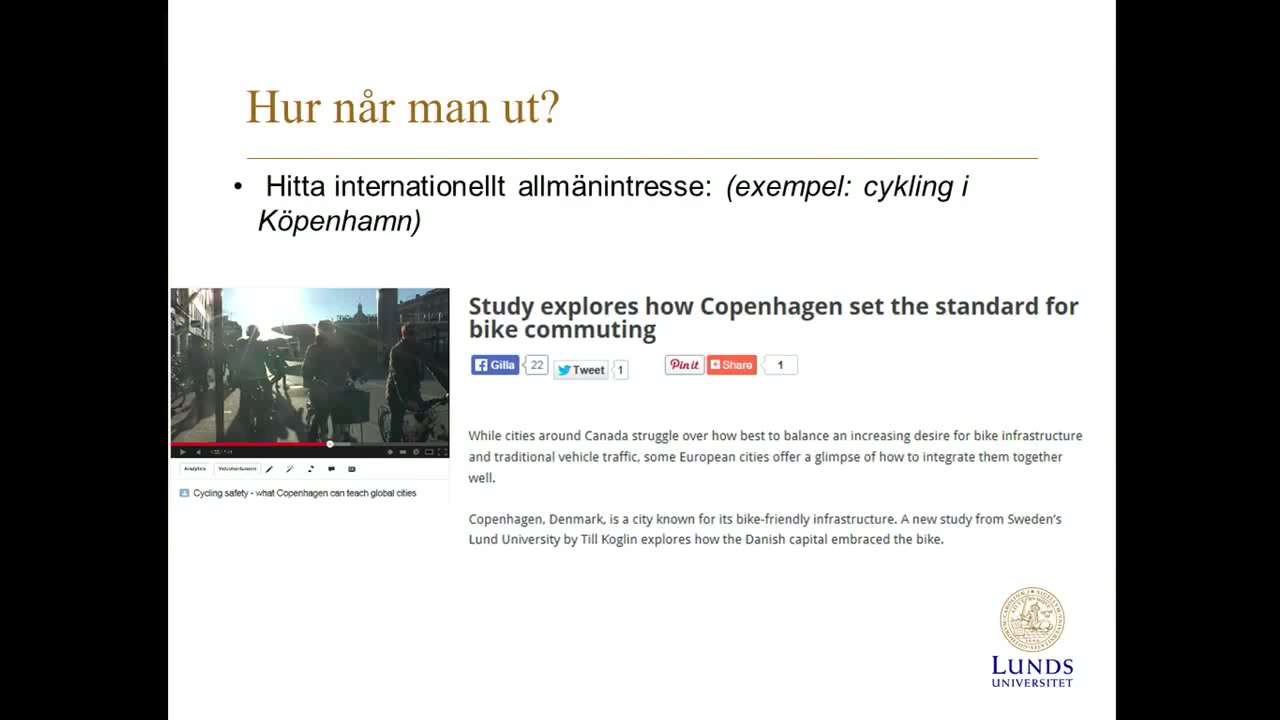 Hur når man ut?
• Hitta internationellt allmänintresse: (exempel: cykling i
Köpenhamn)
Study explores how Copenhagen set the standard for
bike commuting
Gilla 22
Tweet 1
Pin it
Share 1
While cities around Canada struggle over how best to balance an increasing desire for bike infrastructure
and traditional vehicle traffic, some European cities offer a glimpse of how to integrate them together
well.
Copenhagen, Denmark, is a city known for its bike-friendly infrastructure. A new study from Sweden's
Lund University by Till Koglin explores how the Danish capital embraced the bike.
Analytics
Cycling safety - what Copenhagen can teach global cities
LUNDS
UNIVERSITET